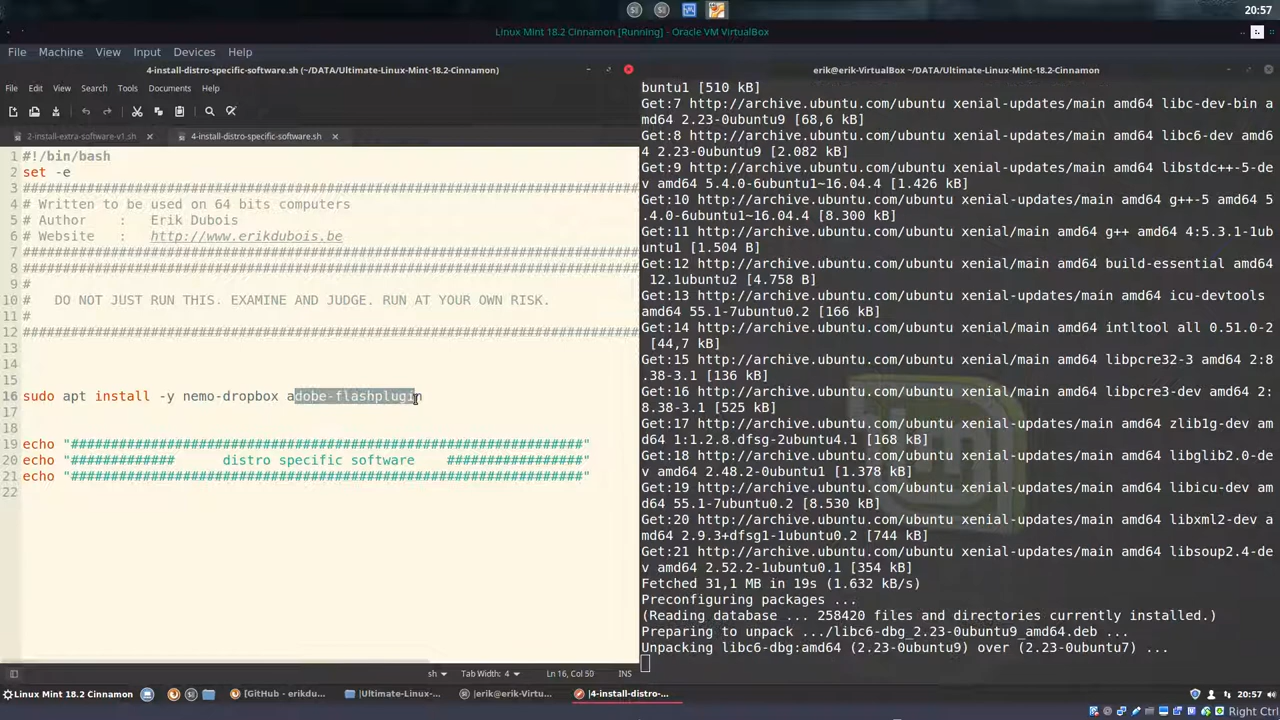 20:57
Linux Mint 18.2 Cinnamon [Running] - Oracle VM VirtualBox
File Machine View Input Devices Help
4-install-distro-specific-software.sh (~/DATA/Ultimate-Linux-Mint-18.2-Cinnamon)
File Edit View Search Tools Documents Help
2-install-extra-software-v1.sh
4-install-distro-specific-software.sh
1 #!/bin/bash
2 set -e
3 ################################################################################
4 # Written to be used on 64 bits computers
5 # Author : Erik Dubois
6 # Website : http://www.erikdubois.be
7 ################################################################################
8 ################################################################################
9 #
10 # DO NOT JUST RUN THIS. EXAMINE AND JUDGE. RUN AT YOUR OWN RISK.
11 #
12 ################################################################################
13
14
15
16 sudo apt install -y nemo-dropbox adobe-flashplugin
17
18
19 echo "################################################################"
20 echo "############# distro specific software #################"
21 echo "################################################################"
22
sh Tab Width: 4 Ln 16, Col 50 INS
erik@erik-VirtualBox ~/DATA/Ultimate-Linux-Mint-18.2-Cinnamon
buntu1 [510 kB]
Get:7 http://archive.ubuntu.com/ubuntu xenial-updates/main amd64 libc-dev-bin a
md64 2.23-0ubuntu9 [68,6 kB]
Get:8 http://archive.ubuntu.com/ubuntu xenial-updates/main amd64 libc6-dev amd6
4 2.23-0ubuntu9 [2.082 kB]
Get:9 http://archive.ubuntu.com/ubuntu xenial-updates/main amd64 libstdc++-5-de
v amd64 5.4.0-6ubuntu1~16.04.4 [1.426 kB]
Get:10 http://archive.ubuntu.com/ubuntu xenial-updates/main amd64 g++-5 amd64 5
.4.0-6ubuntu1~16.04.4 [8.300 kB]
Get:11 http://archive.ubuntu.com/ubuntu xenial/main amd64 g++ amd64 4:5.3.1-1ub
untu1 [1.504 B]
Get:12 http://archive.ubuntu.com/ubuntu xenial/main amd64 build-essential amd64
12.1ubuntu2 [4.758 B]
Get:13 http://archive.ubuntu.com/ubuntu xenial/main amd64 icu-devtools
amd64 55.1-7ubuntu0.2 [166 kB]
Get:14 http://archive.ubuntu.com/ubuntu xenial/main amd64 intltool all 0.51.0-2
[44,7 kB]
Get:15 http://archive.ubuntu.com/ubuntu xenial/main amd64 libpcre32-3 amd64 2:8
.38-3.1 [136 kB]
Get:16 http://archive.ubuntu.com/ubuntu xenial/main amd64 libpcre3-dev amd64 2:
8.38-3.1 [525 kB]
Get:17 http://archive.ubuntu.com/ubuntu xenial/main amd64 zlib1g-dev am
d64 1:1.2.8.dfsg-2ubuntu4.1 [168 kB]
Get:18 http://archive.ubuntu.com/ubuntu xenial-updates/main amd64 libglib2.0-de
v amd64 2.48.2-0ubuntu1 [1.378 kB]
Get:19 http://archive.ubuntu.com/ubuntu xenial-updates/main amd64 libicu-dev am
d64 55.1-7ubuntu0.2 [8.530 kB]
Get:20 http://archive.ubuntu.com/ubuntu xenial-updates/main amd64 libxml2-dev a
md64 2.9.3+dfsg1-1ubuntu0.2 [744 kB]
Get:21 http://archive.ubuntu.com/ubuntu xenial-updates/main amd64 libsoup2.4-de
v amd64 2.52.2-1ubuntu0.1 [354 kB]
Fetched 31,1 MB in 19s (1.632 kB/s)
Preconfiguring packages ...
(Reading database ... 258420 files and directories currently installed.)
Preparing to unpack .../libc6-dbg_2.23-0ubuntu9_amd64.deb ...
Unpacking libc6-dbg:amd64 (2.23-0ubuntu9) over (2.23-0ubuntu7) ...
Linux Mint 18.2 Cinnamon [GitHub - erikdu... |Ultimate-Linux-... |erik@erik-Virtu... |4-install-distro-... 20:57
Right Ctrl